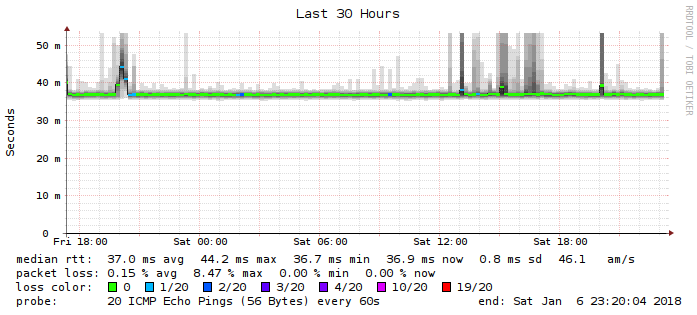 Last 30 Hours
RRDTOOL / TOBI OETIKER
Seconds
50 m
40 m
30 m
20 m
10 m
0
Fri 18:00 Sat 00:00 Sat 06:00 Sat 12:00 Sat 18:00
median rtt: 37.0 ms avg 44.2 ms max 36.7 ms min 36.9 ms now 0.8 ms sd 46.1 am/s
packet loss: 0.15 % avg 8.47 % max 0.00 % min 0.00 % now
loss color: 0 1/20 2/20 3/20 4/20 10/20 19/20
probe: 20 ICMP Echo Pings (56 Bytes) every 60s end: Sat Jan 6 23:20:04 2018